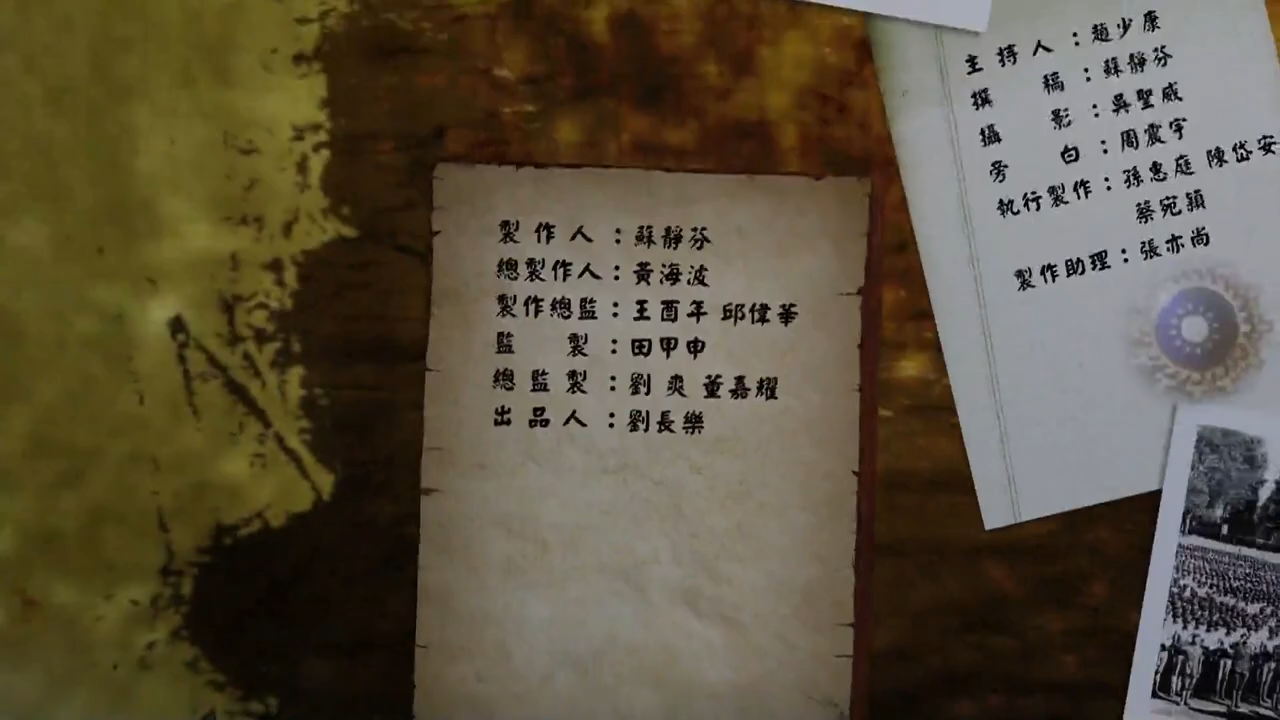 主持人：趙少康
撰稿：蘇靜芬
攝影：吳聖威
旁白：周震宇
執行製作：孫惠庭 陳岱安
蔡宛穎
製作助理：張亦尚
製作人：蘇靜芬
總製作人：黃海波
製作總監：王酉年 邱偉華
監製：田甲申
總監製：劉爽 董嘉耀
出品人：劉長樂